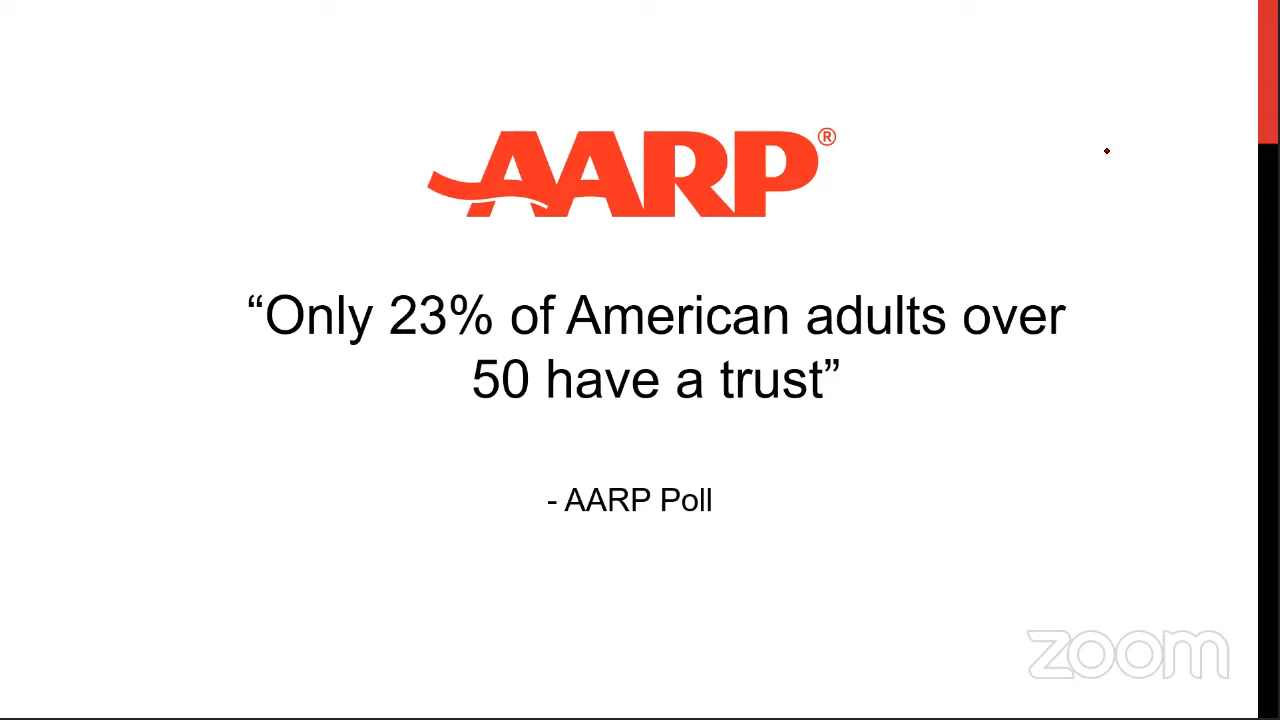 AARP®
“Only 23% of American adults over
50 have a trust”
- AARP Poll
zoom